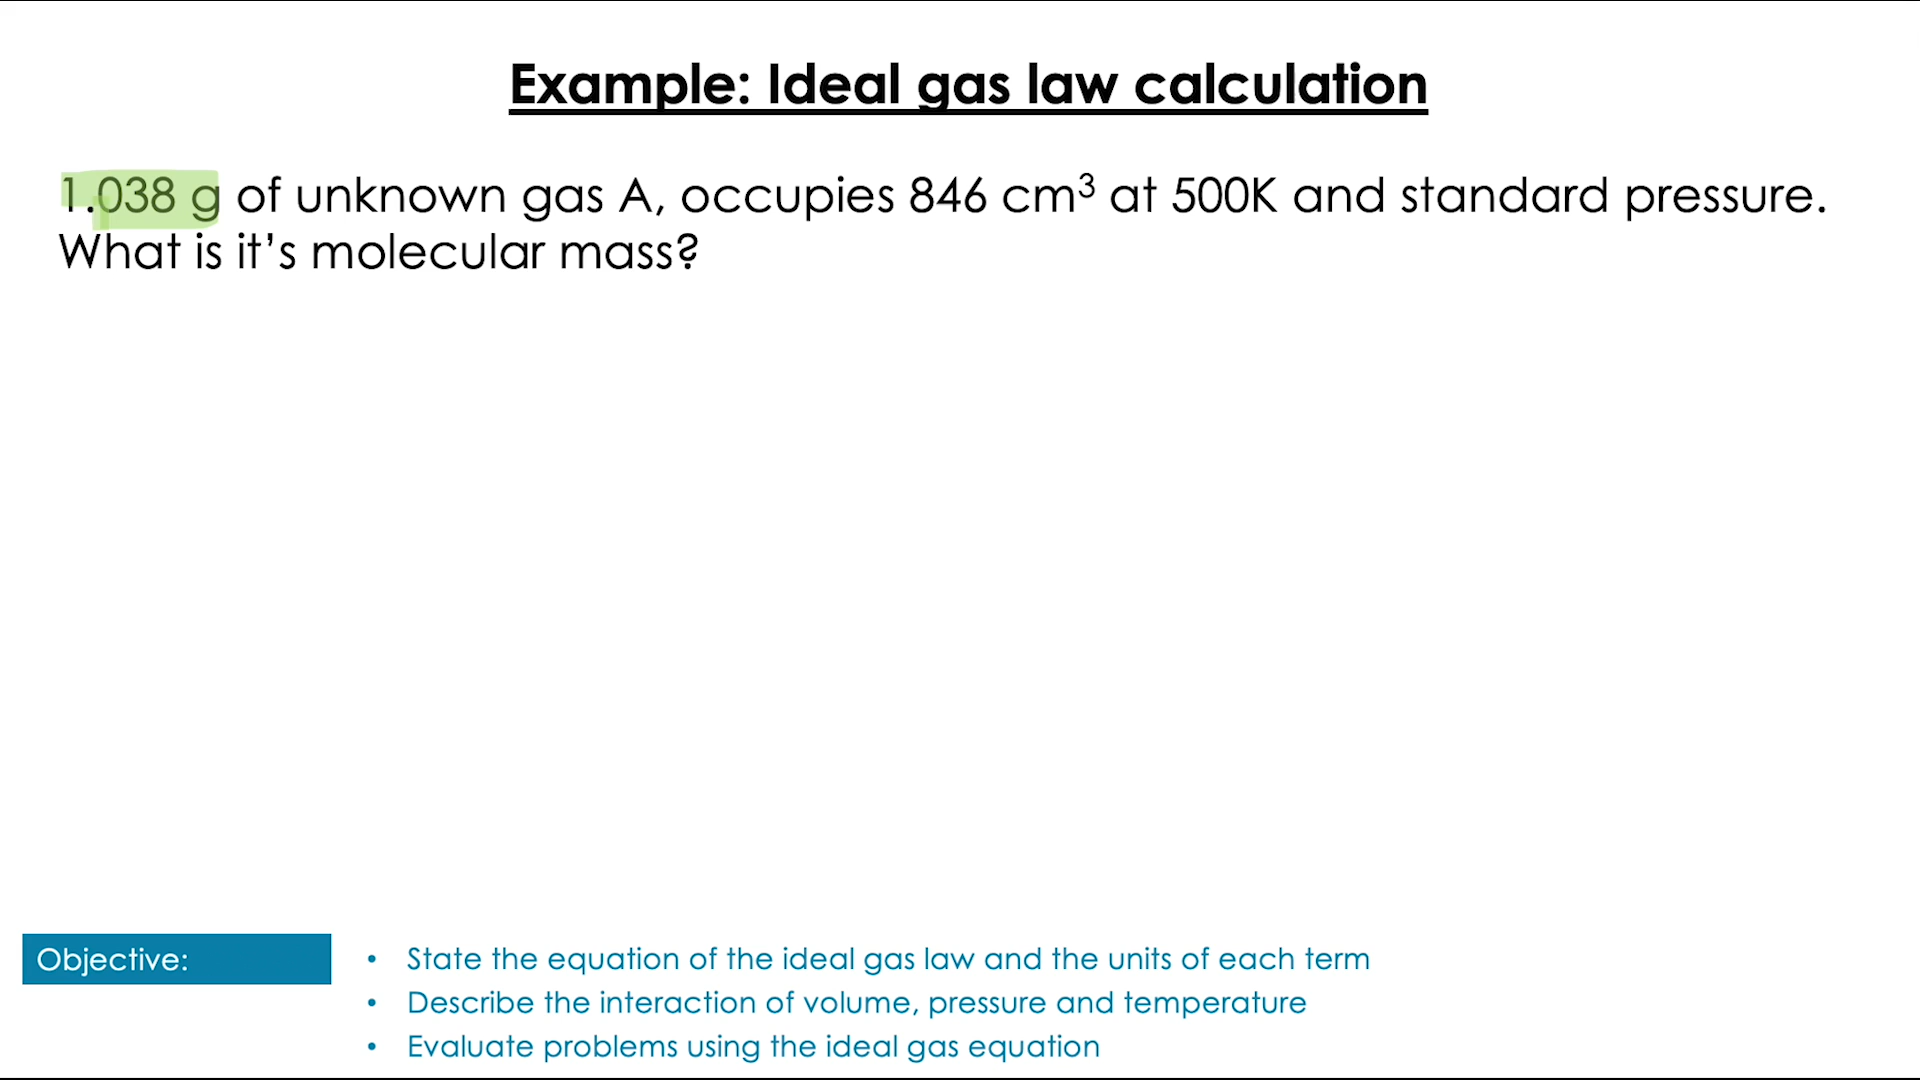 Example: Ideal gas law calculation
1.038 g of unknown gas A, occupies 846 cm³ at 500K and standard pressure.
What is it’s molecular mass?
Objective:
• State the equation of the ideal gas law and the units of each term
• Describe the interaction of volume, pressure and temperature
• Evaluate problems using the ideal gas equation